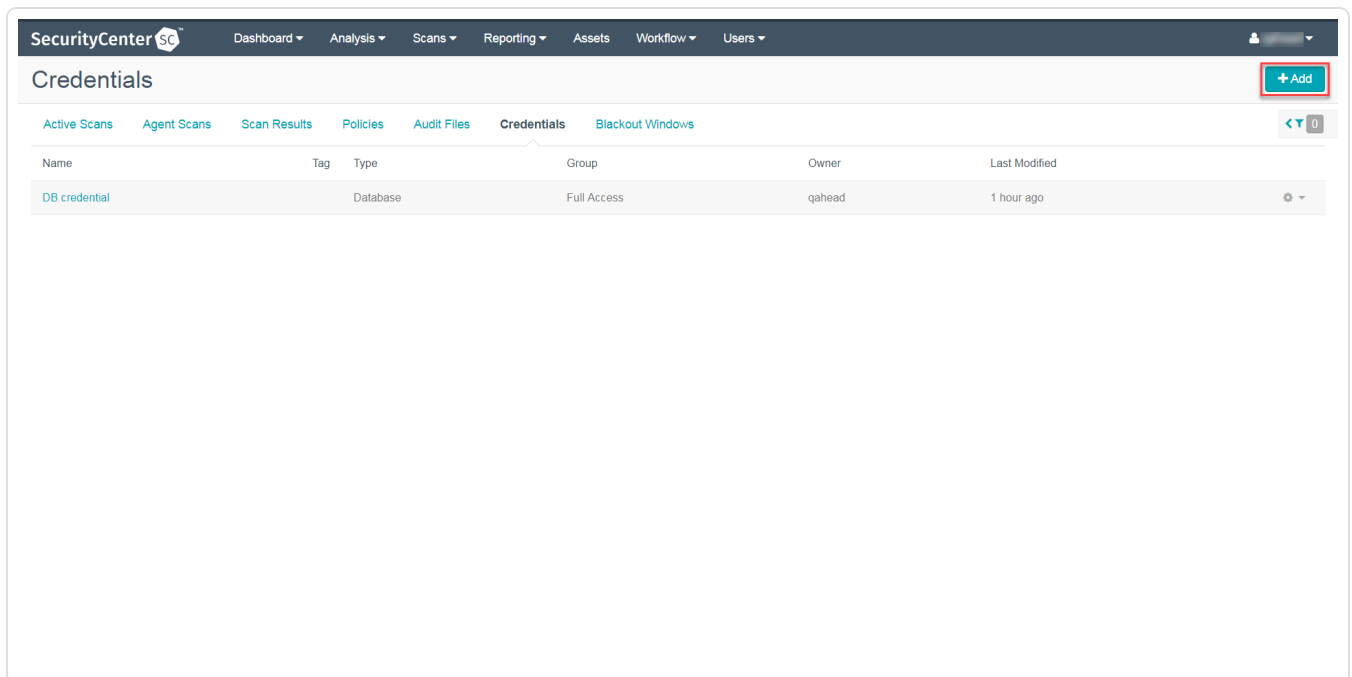 SecurityCenter SC™ Dashboard Analysis Scans Reporting Assets Workflow Users
Credentials + Add
Active Scans Agent Scans Scan Results Policies Audit Files Credentials Blackout Windows 0
Name Tag Type Group Owner Last Modified
DB credential Database Full Access qahead 1 hour ago